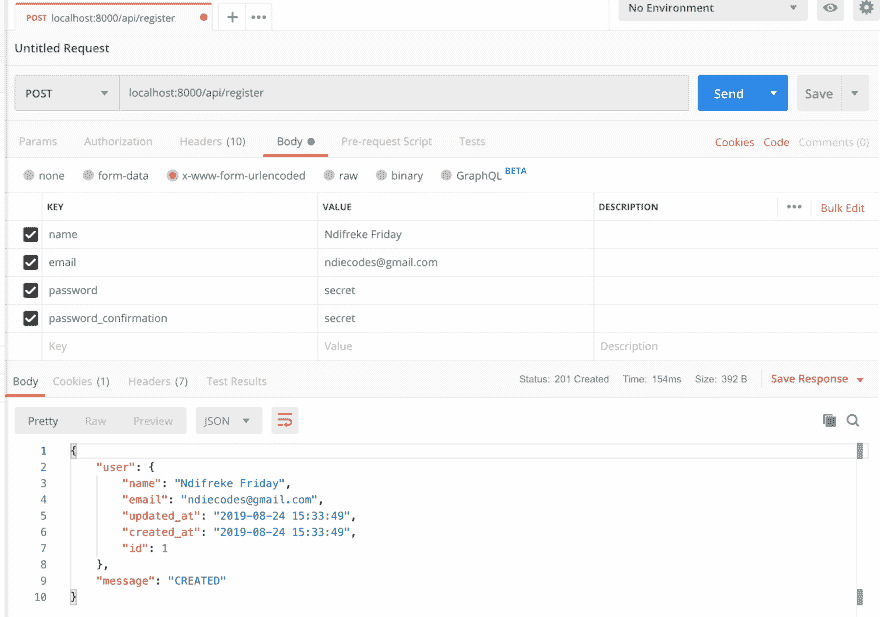 POST localhost:8000/api/register + ••• No Environment
Untitled Request
POST localhost:8000/api/register Send Save
Params Authorization Headers (10) Body Pre-request Script Tests Cookies Code Comments (0)
none form-data x-www-form-urlencoded raw binary GraphQL BETA
KEY VALUE DESCRIPTION ••• Bulk Edit
name Ndifreke Friday
email ndiecodes@gmail.com
password secret
password_confirmation secret
Key Value Description
Body Cookies (1) Headers (7) Test Results Status: 201 Created Time: 154ms Size: 392 B Save Response
Pretty Raw Preview JSON
1 {
2 "user": {
3 "name": "Ndifreke Friday",
4 "email": "ndiecodes@gmail.com",
5 "updated_at": "2019-08-24 15:33:49",
6 "created_at": "2019-08-24 15:33:49",
7 "id": 1
8 },
9 "message": "CREATED"
10 }